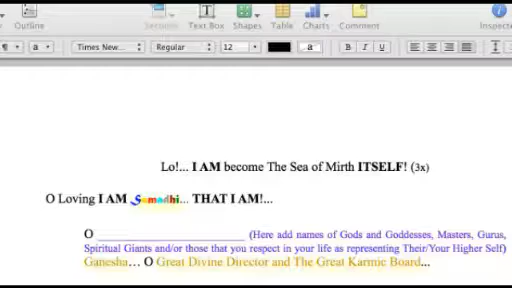 Outline Sections Text Box Shapes Table Charts Comment Inspecto
¶ a Times New... Regular 12 a B I U
Lo!... I AM become The Sea of Mirth ITSELF! (3x)
O Loving I AM Samadhi... THAT I AM!...
O ______________________ (Here add names of Gods and Goddesses, Masters, Gurus,
Spiritual Giants and/or those that you respect in your life as representing Their/Your Higher Self)
Ganesha… O Great Divine Director and The Great Karmic Board...